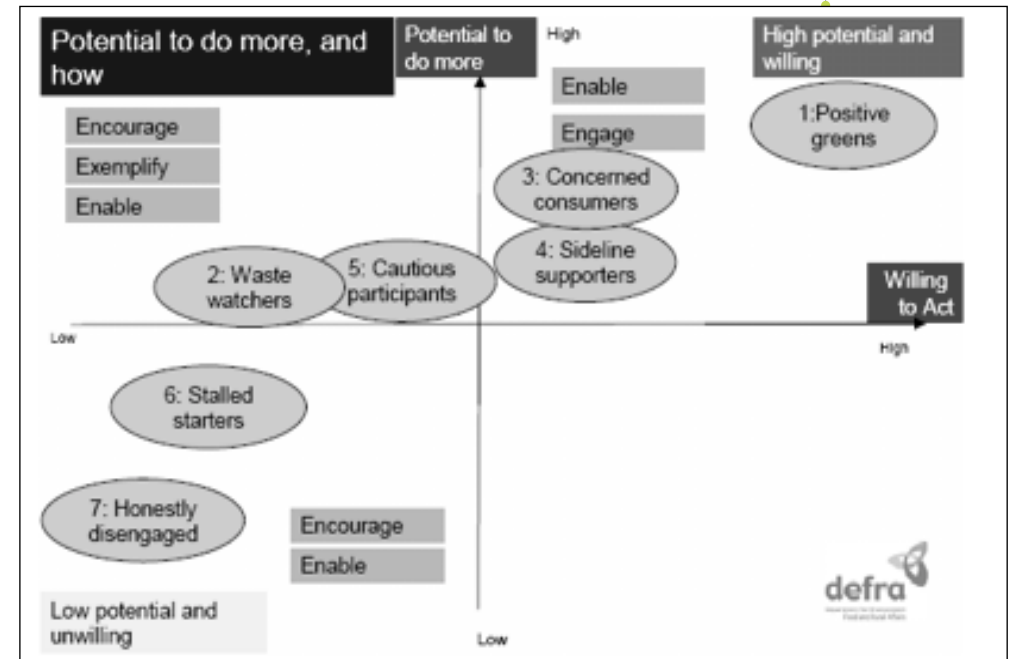 Potential to do more, and
how
Potential to
do more
High
High potential and
willing
Encourage
Exemplify
Enable
Enable
Engage
1:Positive
greens
3: Concerned
consumers
4: Sideline
supporters
2: Waste
watchers
5: Cautious
participants
Willing
to Act
Low
High
6: Stalled
starters
7: Honestly
disengaged
Encourage
Enable
Low potential and
unwilling
Low
defra